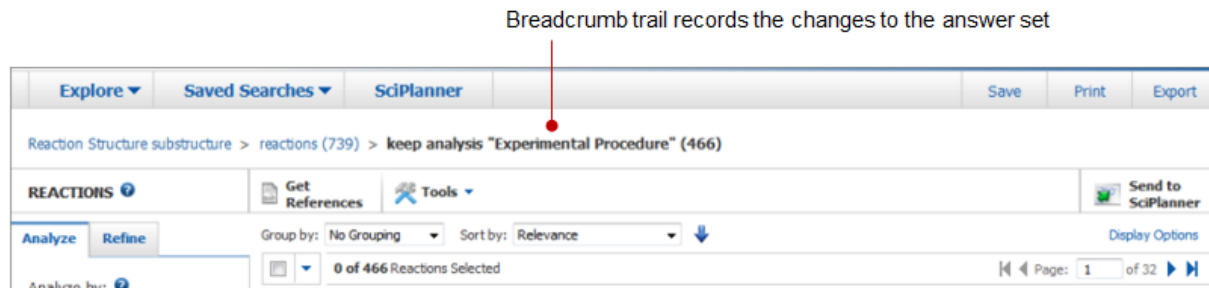 Breadcrumb trail records the changes to the answer set
Explore Saved Searches SciPlanner Save Print Export
Reaction Structure substructure > reactions (739) > keep analysis "Experimental Procedure" (466)
REACTIONS ? Get References Tools Send to SciPlanner
Analyze Refine Group by: No Grouping Sort by: Relevance Display Options
0 of 466 Reactions Selected Page: 1 of 32
Analyze by: ?